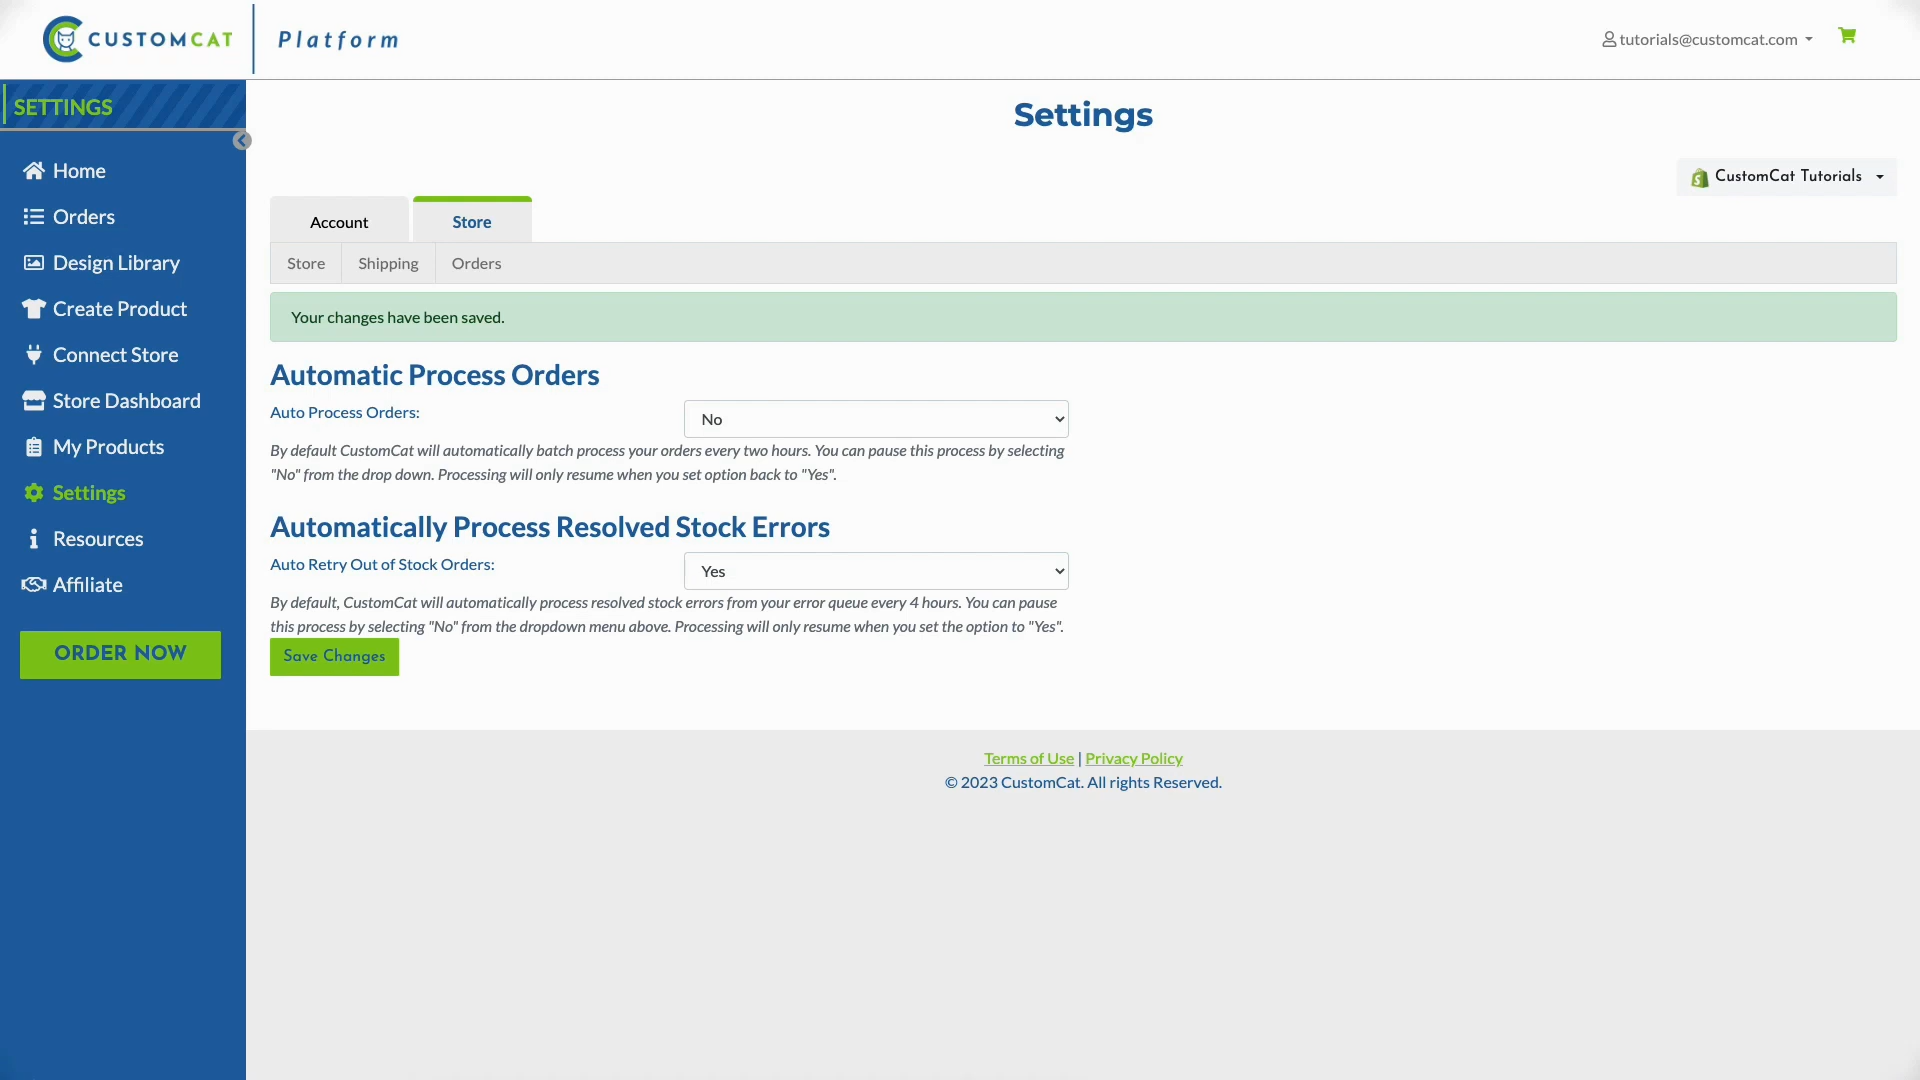 CUSTOMCAT
Platform
tutorials@customcat.com
SETTINGS
Home
Orders
Design Library
Create Product
Connect Store
Store Dashboard
My Products
Settings
Resources
Affiliate
ORDER NOW
Settings
CustomCat Tutorials
Account
Store
Store
Shipping
Orders
Your changes have been saved.
Automatic Process Orders
Auto Process Orders:
No
By default CustomCat will automatically batch process your orders every two hours. You can pause this process by selecting
"No" from the drop down. Processing will only resume when you set option back to "Yes".
Automatically Process Resolved Stock Errors
Auto Retry Out of Stock Orders:
Yes
By default, CustomCat will automatically process resolved stock errors from your error queue every 4 hours. You can pause
this process by selecting "No" from the dropdown menu above. Processing will only resume when you set the option to "Yes".
Save Changes
Terms of Use | Privacy Policy
© 2023 CustomCat. All rights Reserved.